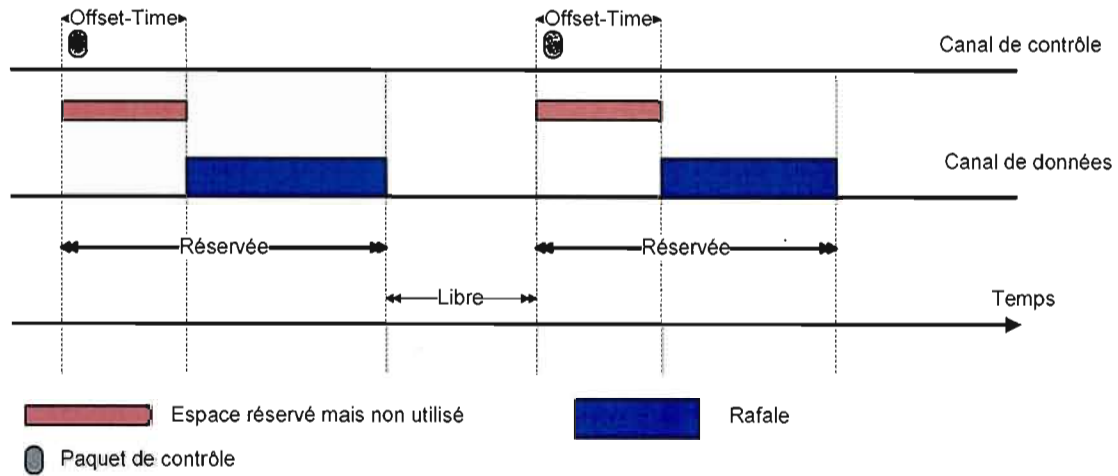 Offset-Time
Offset-Time
Canal de contrôle
Canal de données
Réservée
Réservée
Libre
Temps
Espace réservé mais non utilisé
Rafale
Paquet de contrôle